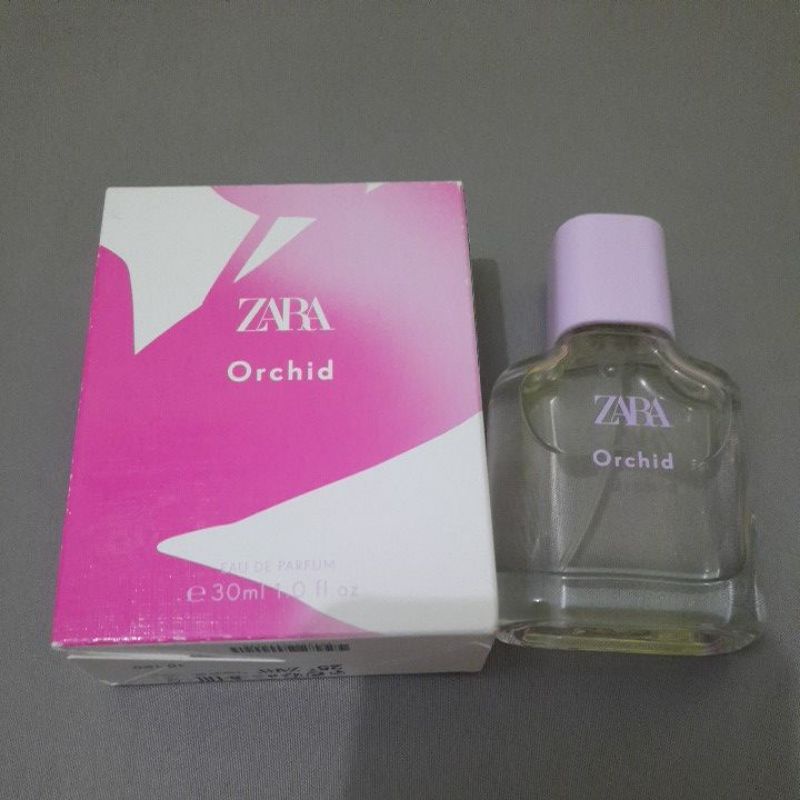 ZARA
Orchid
EAU DE PARFUM
e 30ml 1.0 fl.oz
ZARA
Orchid